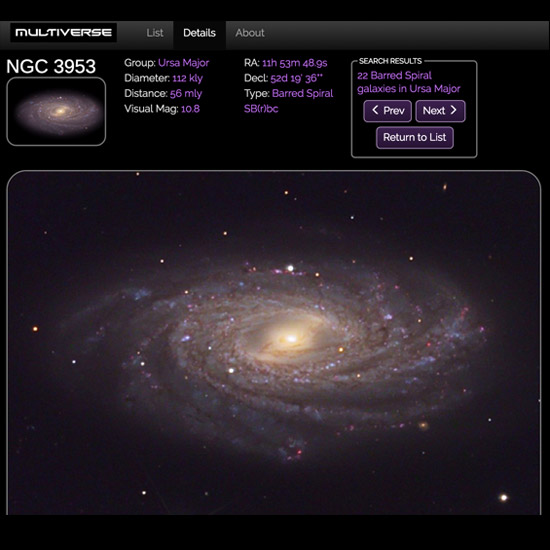 MULTIVERSE
List Details About
NGC 3953
Group: Ursa Major
Diameter: 112 kly
Distance: 56 mly
Visual Mag: 10.8
RA: 11h 53m 48.9s
Decl: 52d 19' 36""
Type: Barred Spiral
SB(r)bc
SEARCH RESULTS
22 Barred Spiral
galaxies in Ursa Major
Prev Next
Return to List